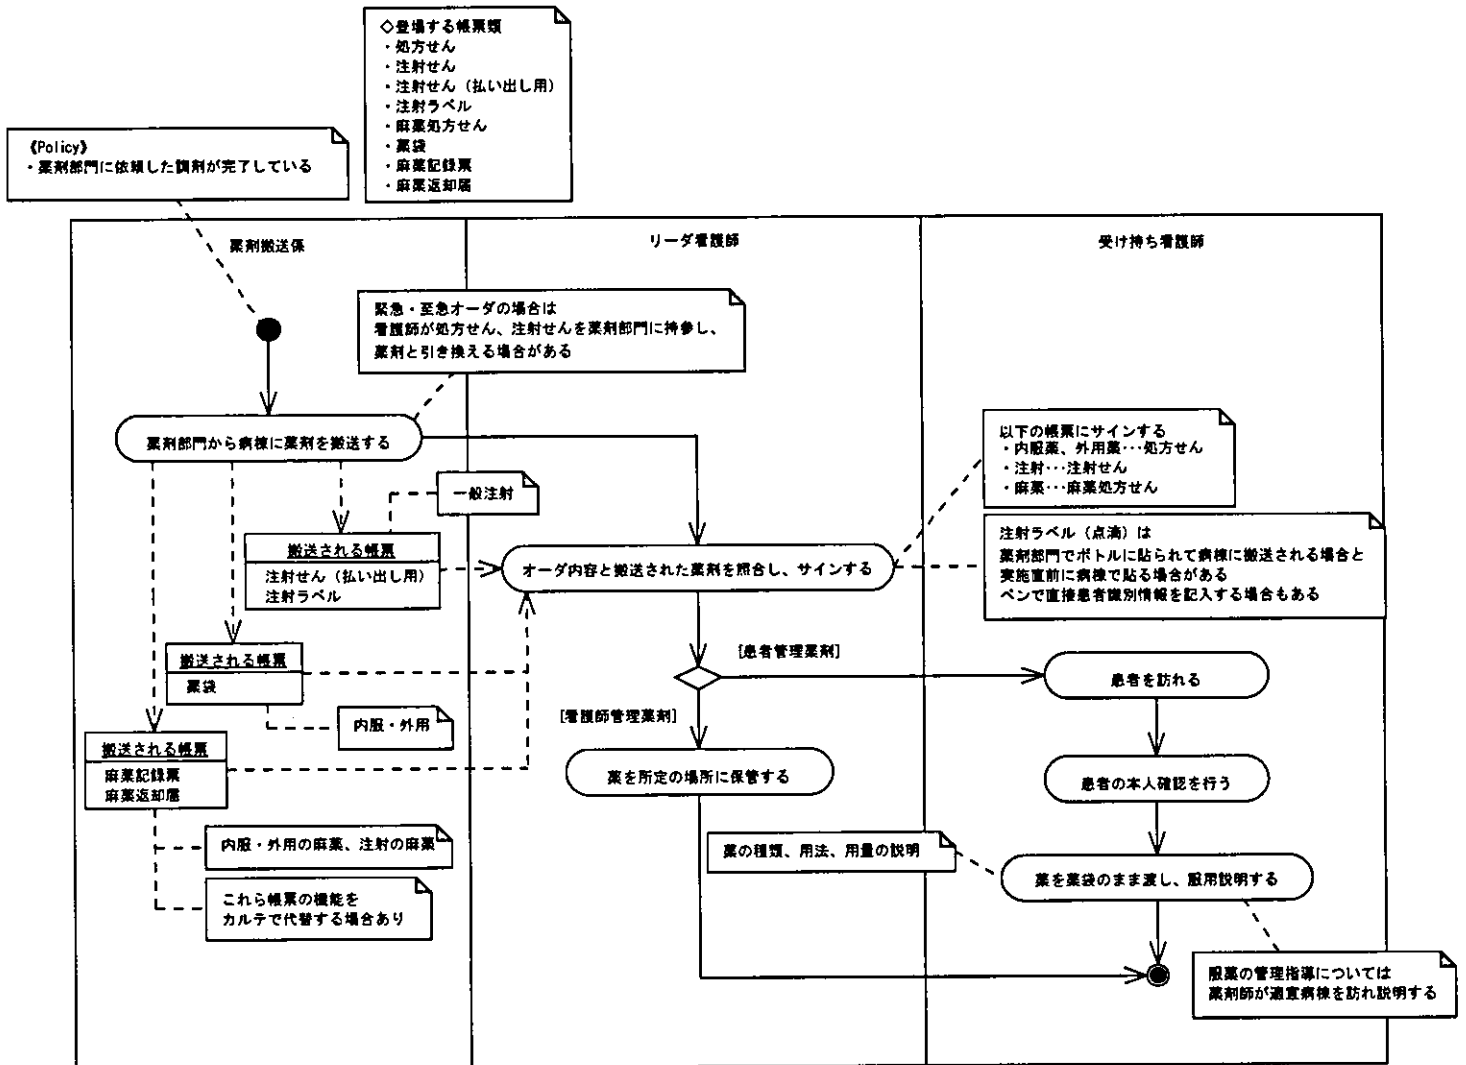 ◇登場する帳票類
・処方せん
・注射せん
・注射せん（払い出し用）
・注射ラベル
・麻薬処方せん
・薬袋
・麻薬記録票
・麻薬返却届
《Policy》
・薬剤部門に依頼した調剤が完了している
薬剤搬送係
リーダ看護師
受け持ち看護師
緊急・至急オーダの場合は
看護師が処方せん、注射せんを薬剤部門に持参し、
薬剤と引き換える場合がある
薬剤部門から病棟に薬剤を搬送する
以下の帳票にサインする
・内服薬、外用薬…処方せん
・注射…注射せん
・麻薬…麻薬処方せん
一般注射
搬送される帳票
注射せん（払い出し用）
注射ラベル
オーダ内容と搬送された薬剤を照合し、サインする
注射ラベル（点滴）は
薬剤部門でボトルに貼られて病棟に搬送される場合と
実施直前に病棟で貼る場合がある
ペンで直接患者識別情報を記入する場合もある
搬送される帳票
薬袋
[患者管理薬剤]
患者を訪れる
内服・外用
[看護師管理薬剤]
搬送される帳票
麻薬記録票
麻薬返却届
薬を所定の場所に保管する
患者の本人確認を行う
内服・外用の麻薬、注射の麻薬
薬の種類、用法、用量の説明
薬を薬袋のまま渡し、服用説明する
これら帳票の機能を
カルテで代替する場合あり
服薬の管理指導については
薬剤師が適宜病棟を訪れ説明する